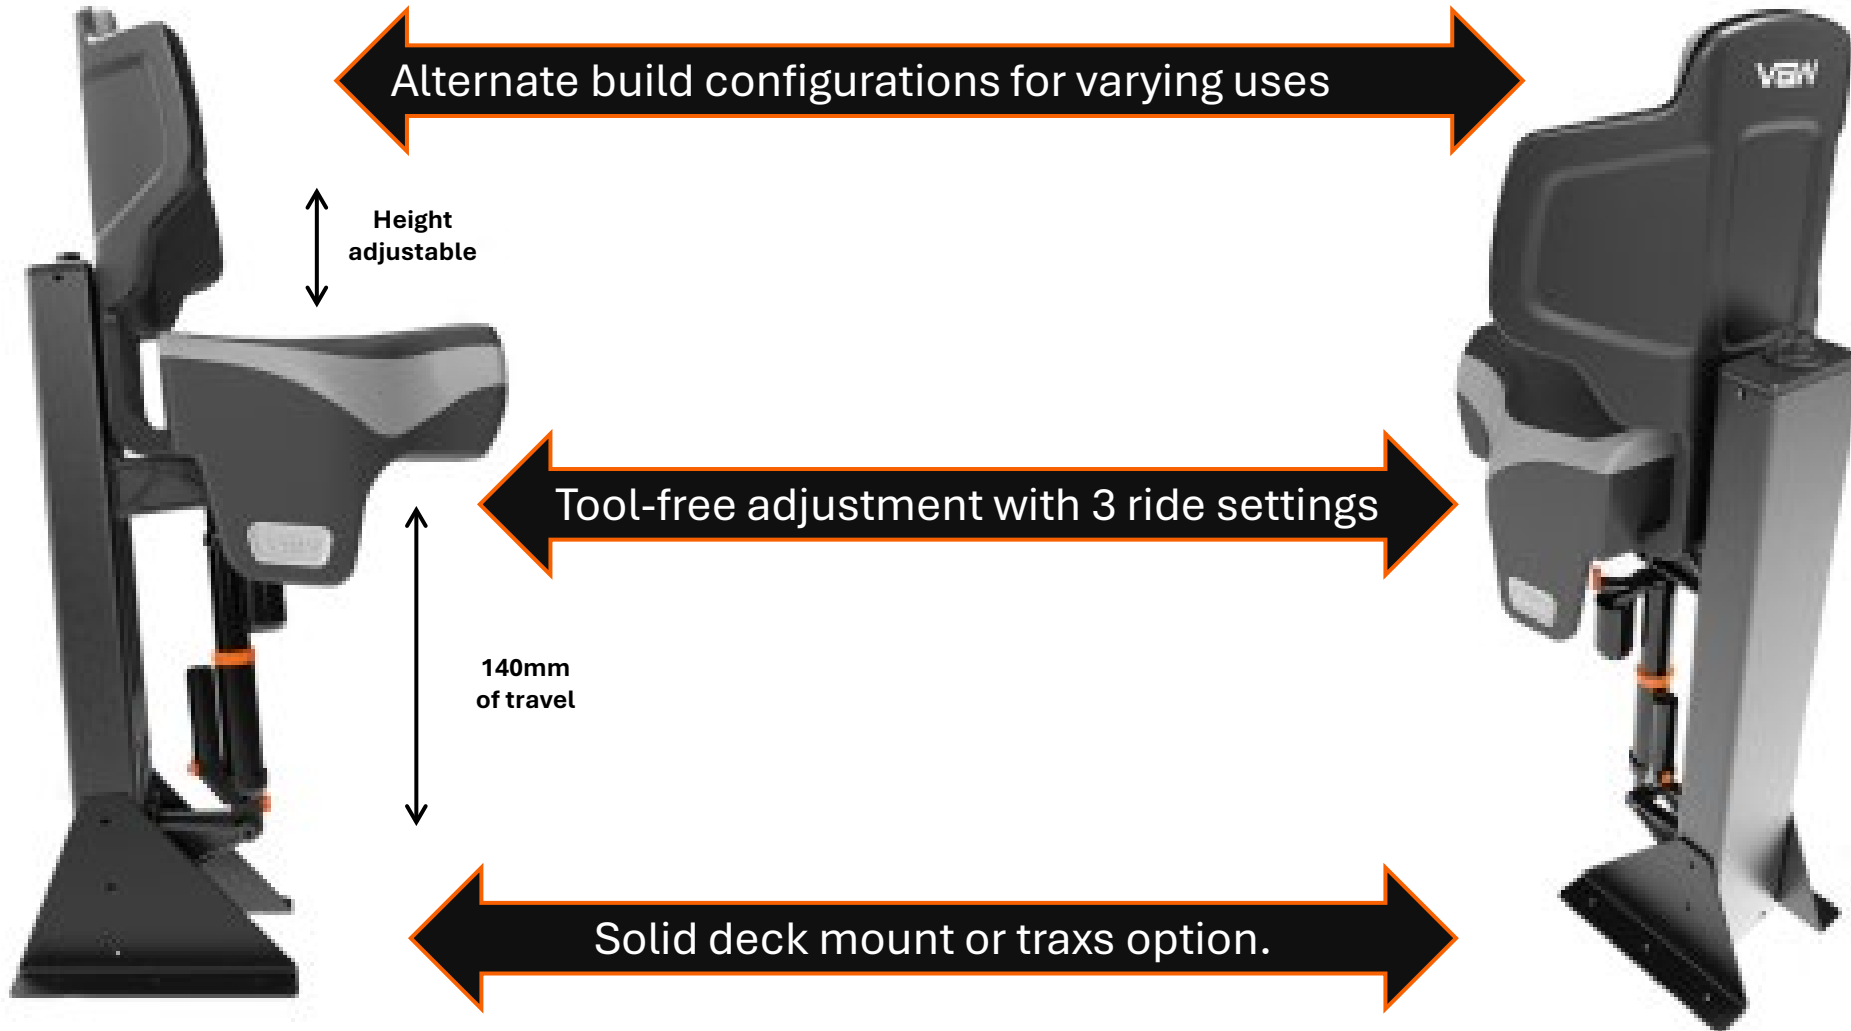 Alternate build configurations for varying uses
Height
adjustable
Tool-free adjustment with 3 ride settings
140mm
of travel
Solid deck mount or traxs option.